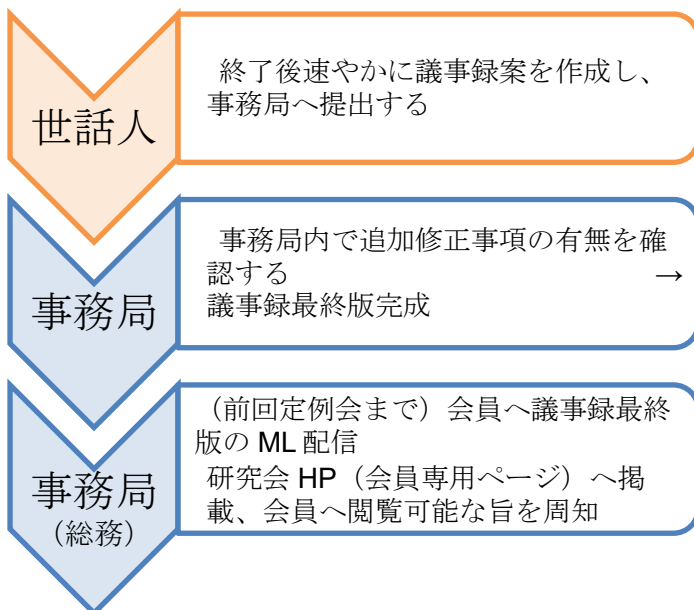 世話人
終了後速やかに議事録案を作成し、
事務局へ提出する
事務局
事務局内で追加修正事項の有無を確
認する →
議事録最終版完成
事務局
（総務）
（前回定例会まで）会員へ議事録最終
版の ML 配信
研究会 HP（会員専用ページ）へ掲
載、会員へ閲覧可能な旨を周知